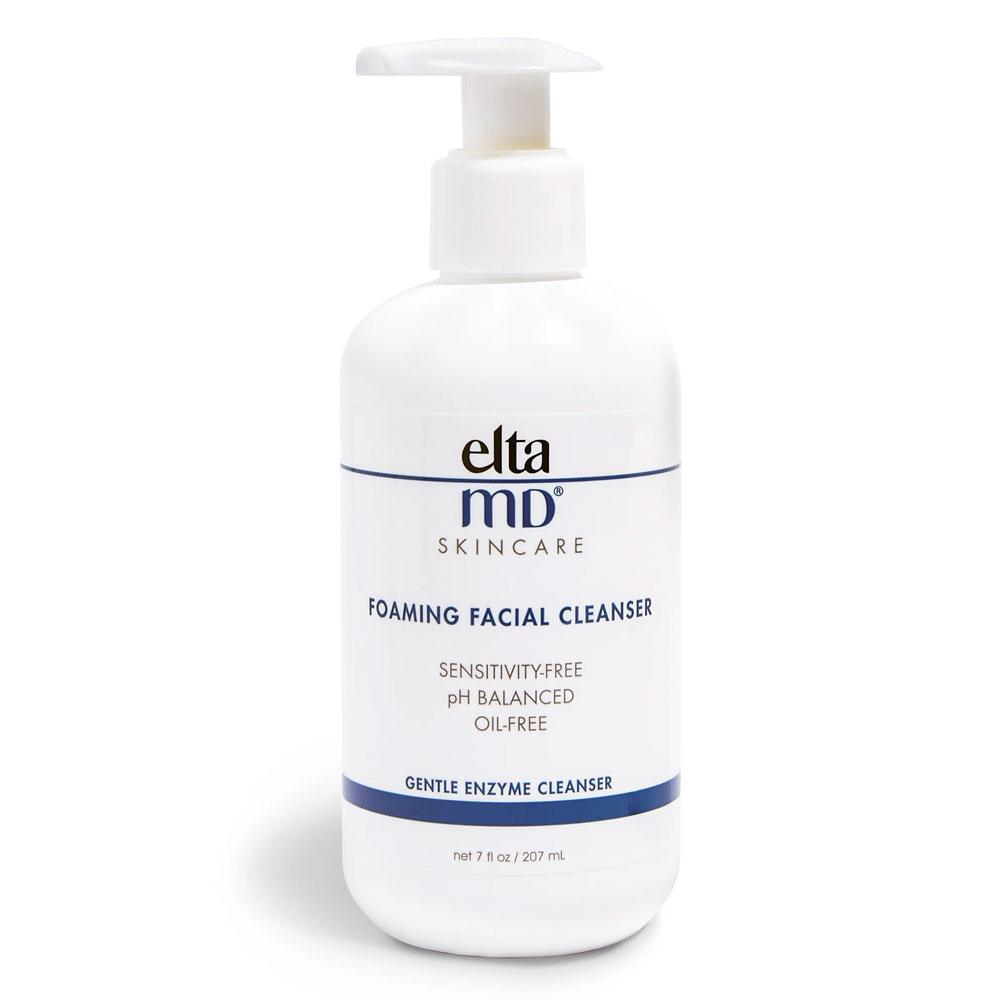 elta
MD®
SKINCARE
FOAMING FACIAL CLEANSER
SENSITIVITY-FREE
pH BALANCED
OIL-FREE
GENTLE ENZYME CLEANSER
net 7 fl oz / 207 mL